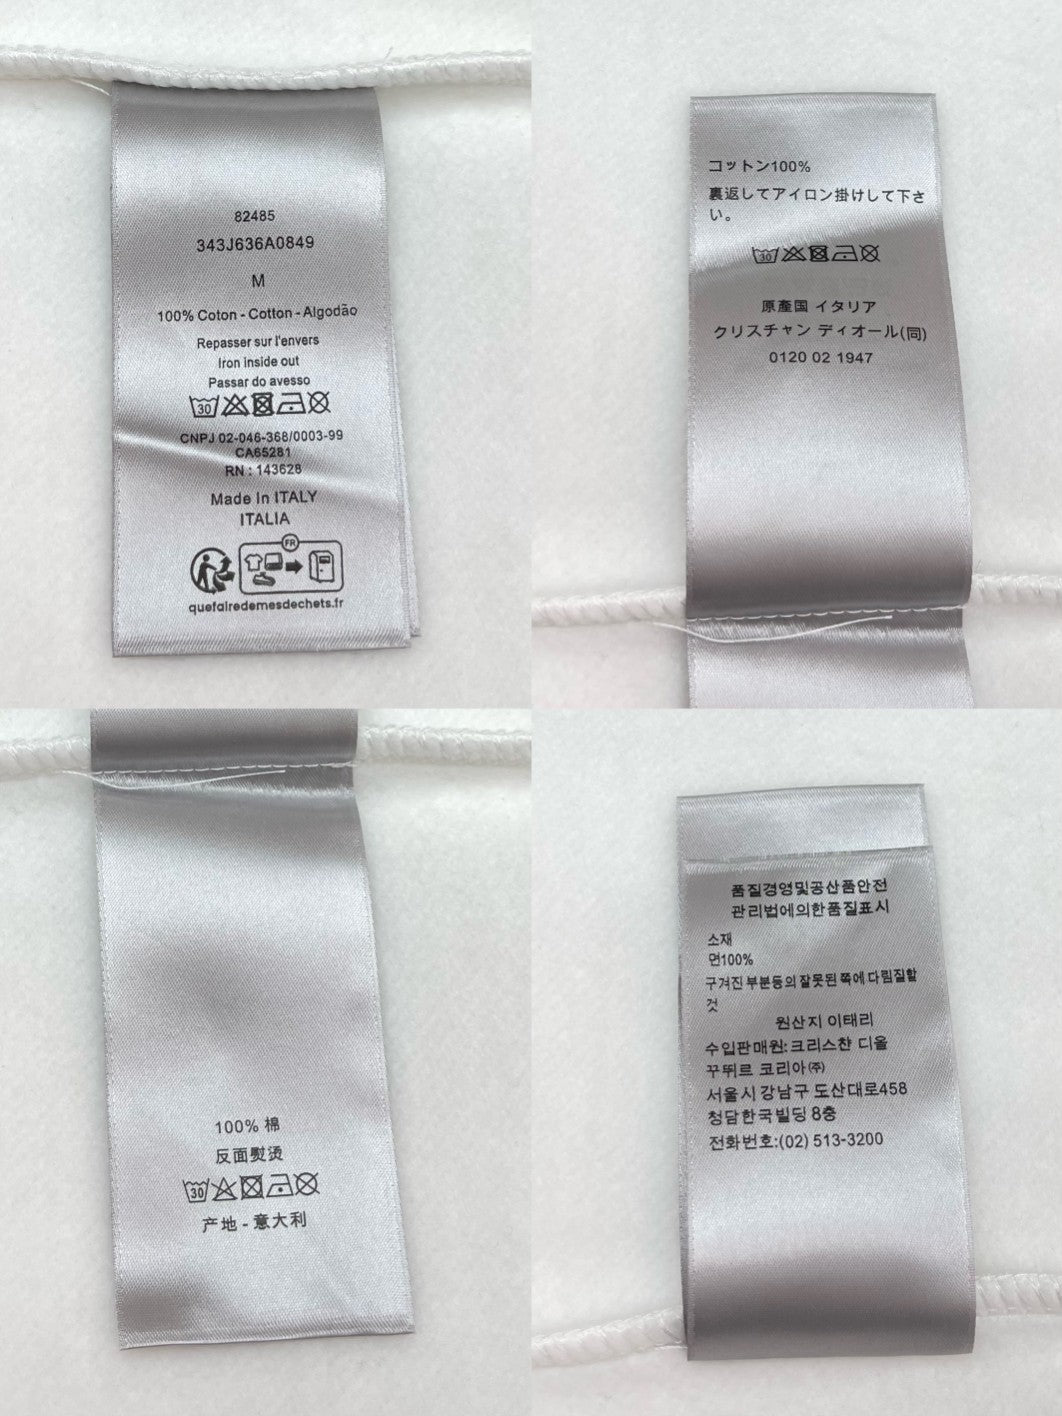 82485
343J636A0849
M
100% Coton - Cotton - Algodão
Repasser sur l'envers
Iron inside out
Passar do avesso
30
CNPJ 02-046-368/0003-99
CA65281
RN : 143628
Made In ITALY
ITALIA
FR
quefairedemesdechets.fr
コットン100%
裏返してアイロン掛けして下さ
い。
30
原産国 イタリア
クリスチャン ディオール(同)
0120 02 1947
100% 棉
反面熨烫
30
产地 - 意大利
품질경영및공산품안전
관리법에의한품질표시
소재
면100%
구겨진 부분등의 잘못된 쪽에 다림질할
것
원산지 이태리
수입판매원: 크리스챤 디올
꾸뛰르 코리아㈜
서울시 강남구 도산대로458
청담한국빌딩 8층
전화번호:(02) 513-3200